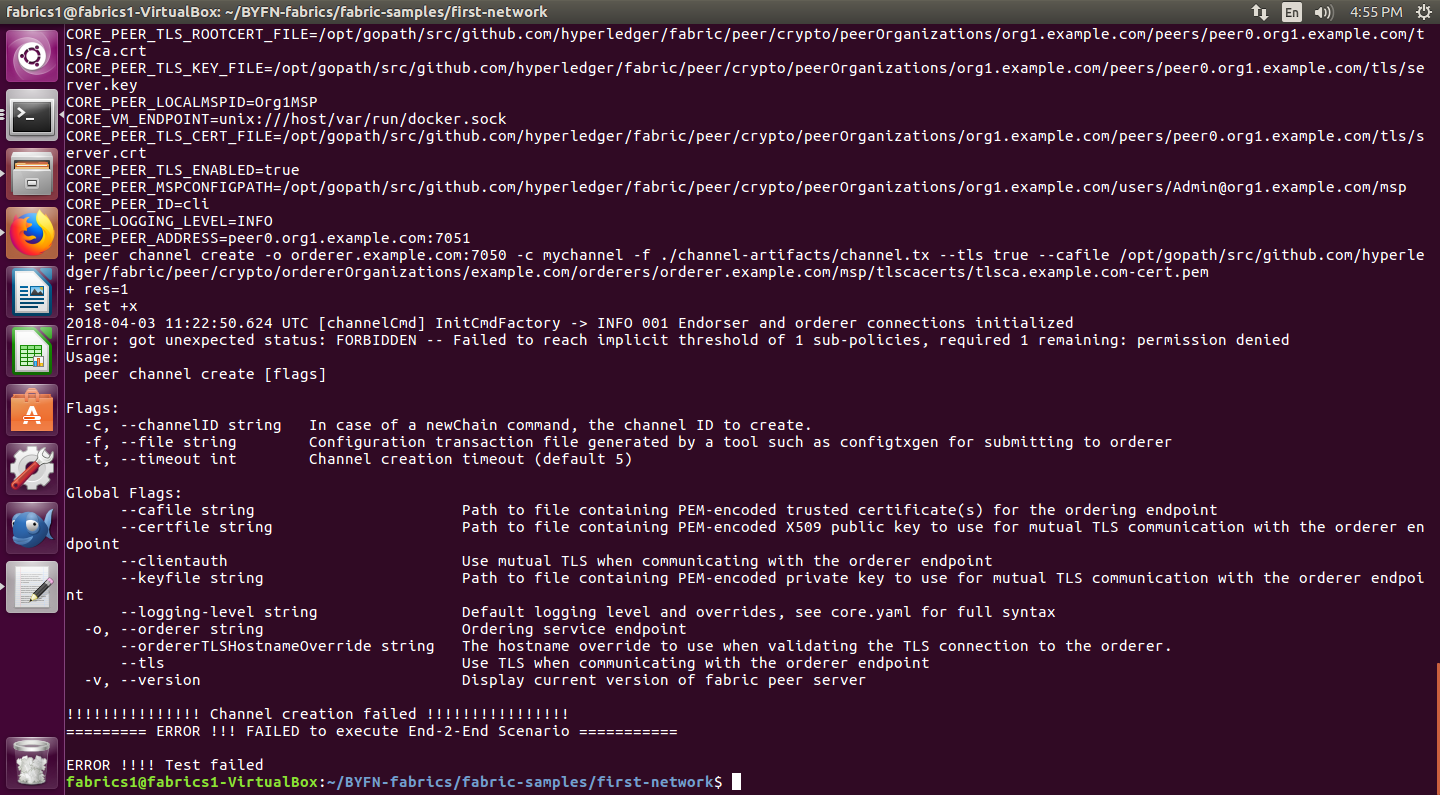 fabrics1@fabrics1-VirtualBox: ~/BYFN-fabrics/fabric-samples/first-network
En
4:55 PM
CORE_PEER_TLS_ROOTCERT_FILE=/opt/gopath/src/github.com/hyperledger/fabric/peer/crypto/peerOrganizations/org1.example.com/peers/peer0.org1.example.com/t
ls/ca.crt
CORE_PEER_TLS_KEY_FILE=/opt/gopath/src/github.com/hyperledger/fabric/peer/crypto/peerOrganizations/org1.example.com/peers/peer0.org1.example.com/tls/se
rver.key
CORE_PEER_LOCALMSPID=Org1MSP
CORE_VM_ENDPOINT=unix:///host/var/run/docker.sock
CORE_PEER_TLS_CERT_FILE=/opt/gopath/src/github.com/hyperledger/fabric/peer/crypto/peerOrganizations/org1.example.com/peers/peer0.org1.example.com/tls/s
erver.crt
CORE_PEER_TLS_ENABLED=true
CORE_PEER_MSPCONFIGPATH=/opt/gopath/src/github.com/hyperledger/fabric/peer/crypto/peerOrganizations/org1.example.com/users/Admin@org1.example.com/msp
CORE_PEER_ID=cli
CORE_LOGGING_LEVEL=INFO
CORE_PEER_ADDRESS=peer0.org1.example.com:7051
+ peer channel create -o orderer.example.com:7050 -c mychannel -f ./channel-artifacts/channel.tx --tls true --cafile /opt/gopath/src/github.com/hyperle
dger/fabric/peer/crypto/ordererOrganizations/example.com/orderers/orderer.example.com/msp/tlscacerts/tlsca.example.com-cert.pem
+ res=1
+ set +x
2018-04-03 11:22:50.624 UTC [channelCmd] InitCmdFactory -> INFO 001 Endorser and orderer connections initialized
Error: got unexpected status: FORBIDDEN -- Failed to reach implicit threshold of 1 sub-policies, required 1 remaining: permission denied
Usage:
  peer channel create [flags]

Flags:
  -c, --channelID string   In case of a newChain command, the channel ID to create.
  -f, --file string        Configuration transaction file generated by a tool such as configtxgen for submitting to orderer
  -t, --timeout int        Channel creation timeout (default 5)

Global Flags:
      --cafile string                       Path to file containing PEM-encoded trusted certificate(s) for the ordering endpoint
      --certfile string                     Path to file containing PEM-encoded X509 public key to use for mutual TLS communication with the orderer en
dpoint
      --clientauth                          Use mutual TLS when communicating with the orderer endpoint
      --keyfile string                      Path to file containing PEM-encoded private key to use for mutual TLS communication with the orderer endpoi
nt
      --logging-level string                Default logging level and overrides, see core.yaml for full syntax
  -o, --orderer string                      Ordering service endpoint
      --ordererTLSHostnameOverride string   The hostname override to use when validating the TLS connection to the orderer.
      --tls                                 Use TLS when communicating with the orderer endpoint
  -v, --version                             Display current version of fabric peer server

!!!!!!!!!!!!!!! Channel creation failed !!!!!!!!!!!!!!!!
========= ERROR !!! FAILED to execute End-2-End Scenario ===========

ERROR !!!! Test failed
fabrics1@fabrics1-VirtualBox:~/BYFN-fabrics/fabric-samples/first-network$